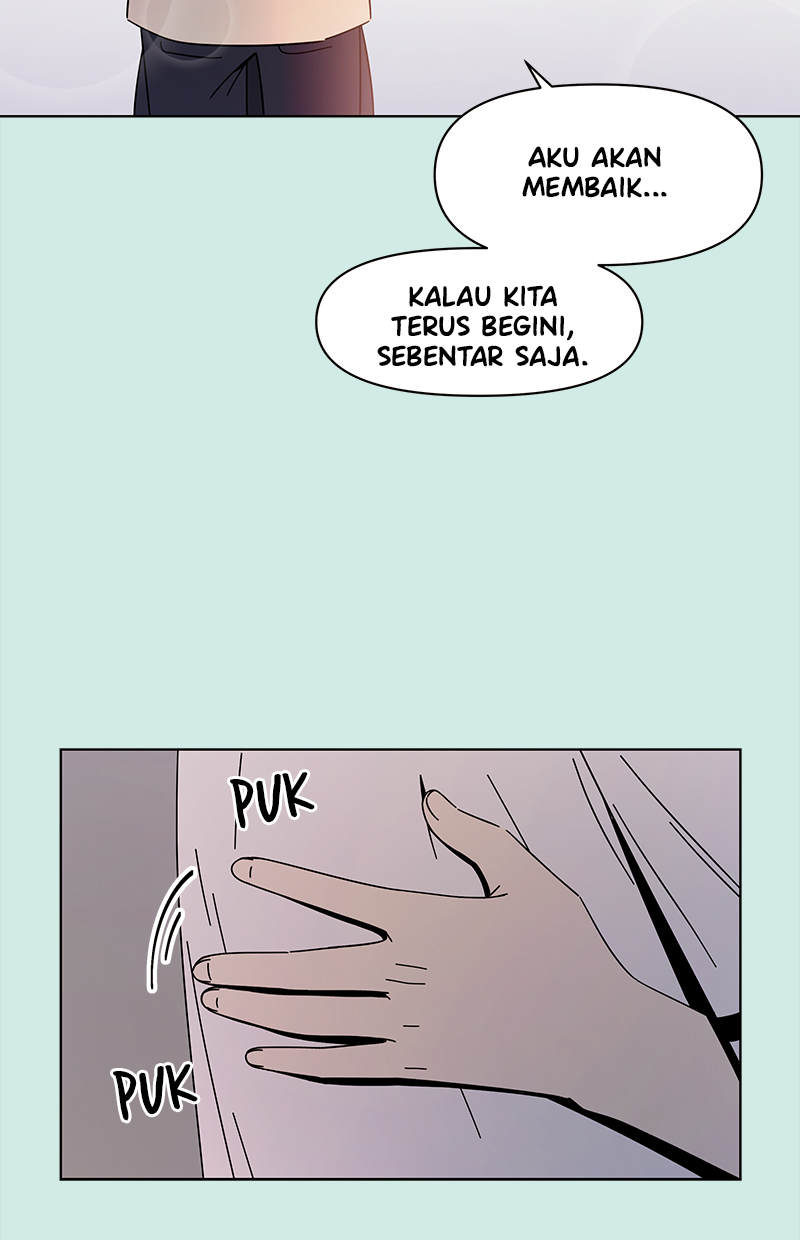 AKU AKAN
MEMBAIK...
KALAU KITA
TERUS BEGINI,
SEBENTAR SAJA.
PUK
PUK